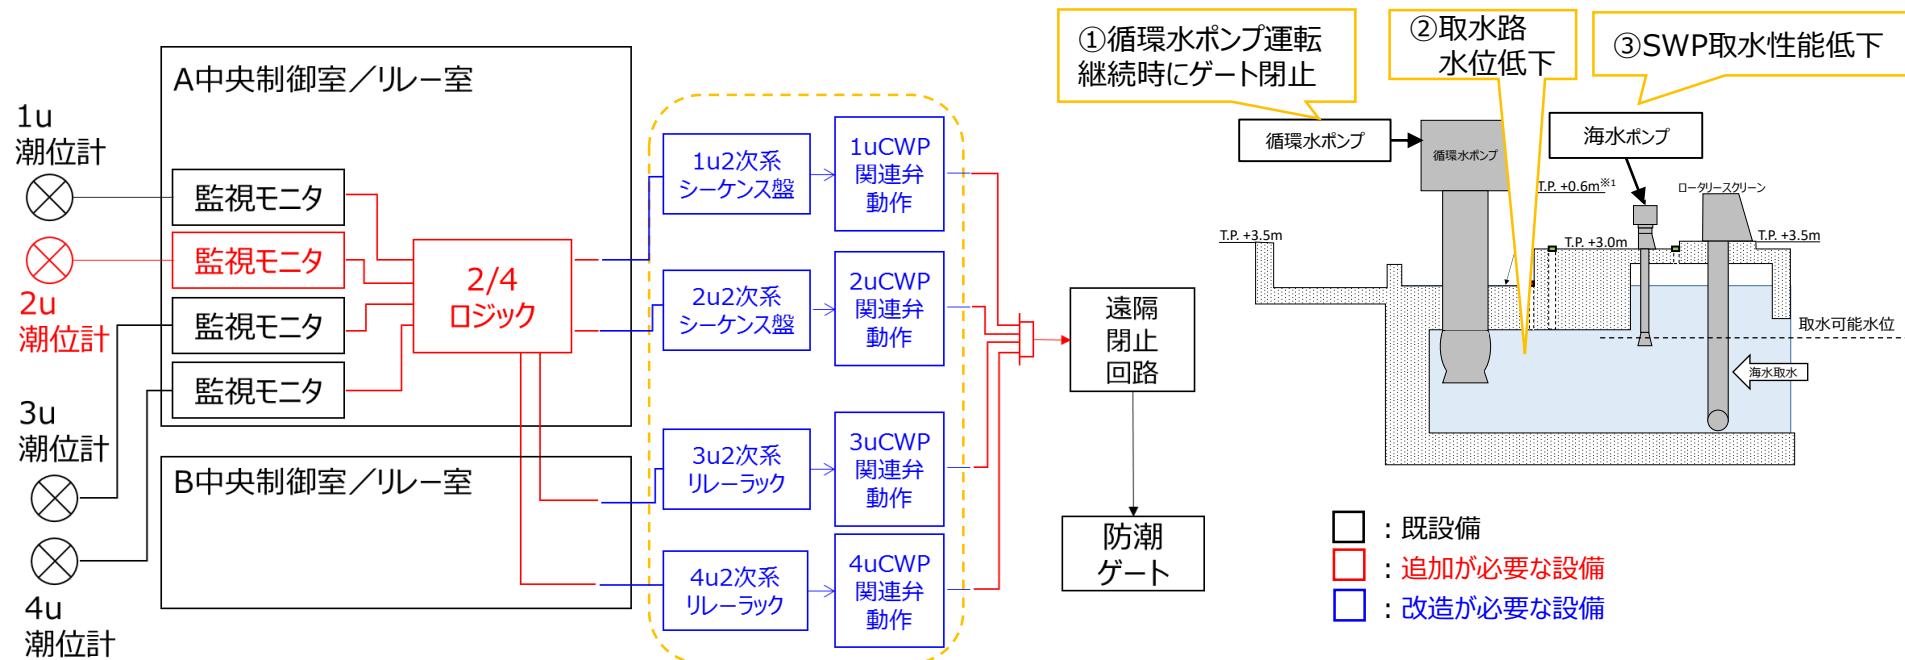 A中央制御室／リレー室
1u
潮位計
監視モニタ
2u
潮位計
監視モニタ
監視モニタ
監視モニタ
3u
潮位計
4u
潮位計
2/4
ロジック
B中央制御室／リレー室
1u2次系
シーケンス盤
1uCWP
関連弁
動作
2u2次系
シーケンス盤
2uCWP
関連弁
動作
3u2次系
リレーラック
3uCWP
関連弁
動作
4u2次系
リレーラック
4uCWP
関連弁
動作
遠隔
閉止
回路
防潮
ゲート
①循環水ポンプ運転
継続時にゲート閉止
②取水路
水位低下
③SWP取水性能低下
循環水ポンプ
循環水ポンプ
海水ポンプ
T.P. +0.6m※1
ロータリースクリーン
T.P. +3.5m
T.P. +3.0m
T.P. +3.5m
取水可能水位
海水取水
：既設備
：追加が必要な設備
：改造が必要な設備